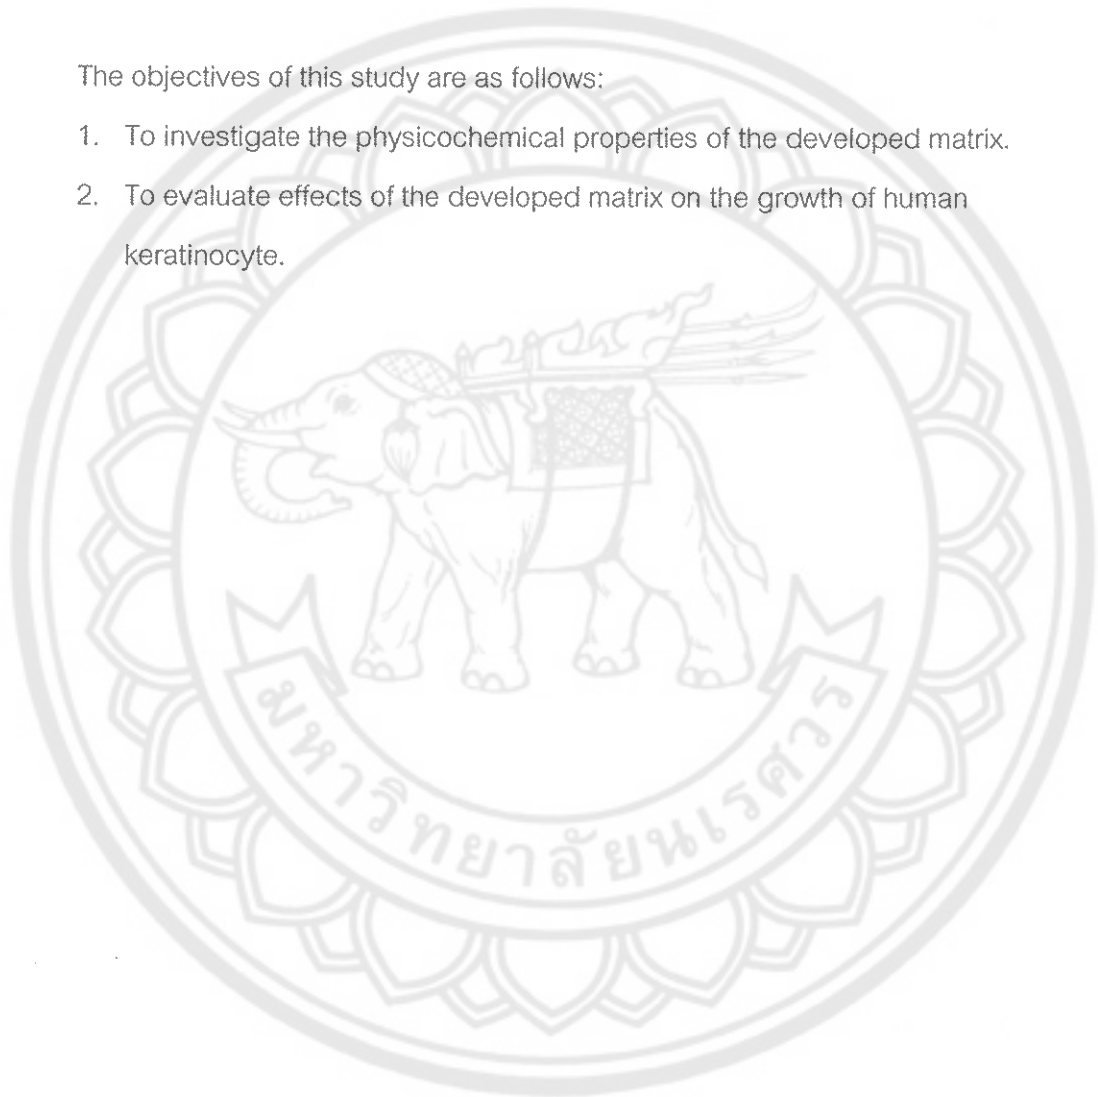 The objectives of this study are as follows:
1. To investigate the physicochemical properties of the developed matrix.
2. To evaluate effects of the developed matrix on the growth of human
keratinocyte.
มหาวิทยาลัยนเรศวร